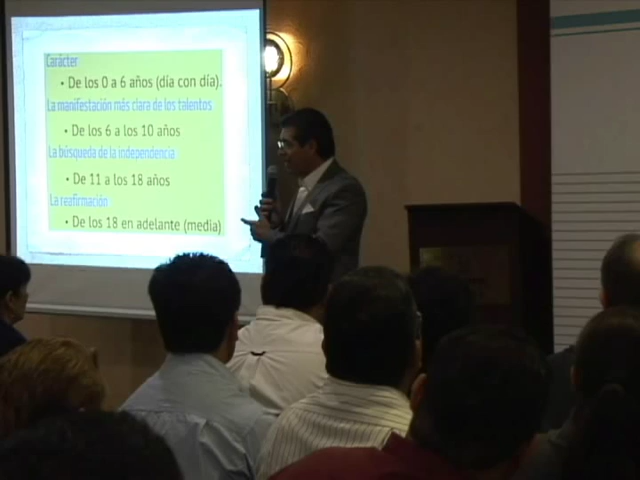 Carácter
• De los 0 a 6 años (día con día).
La manifestación más clara de los talentos
• De los 6 a los 10 años
La búsqueda de la independencia
• De 11 a los 18 años
La reafirmación
• De los 18 en adelante (media)